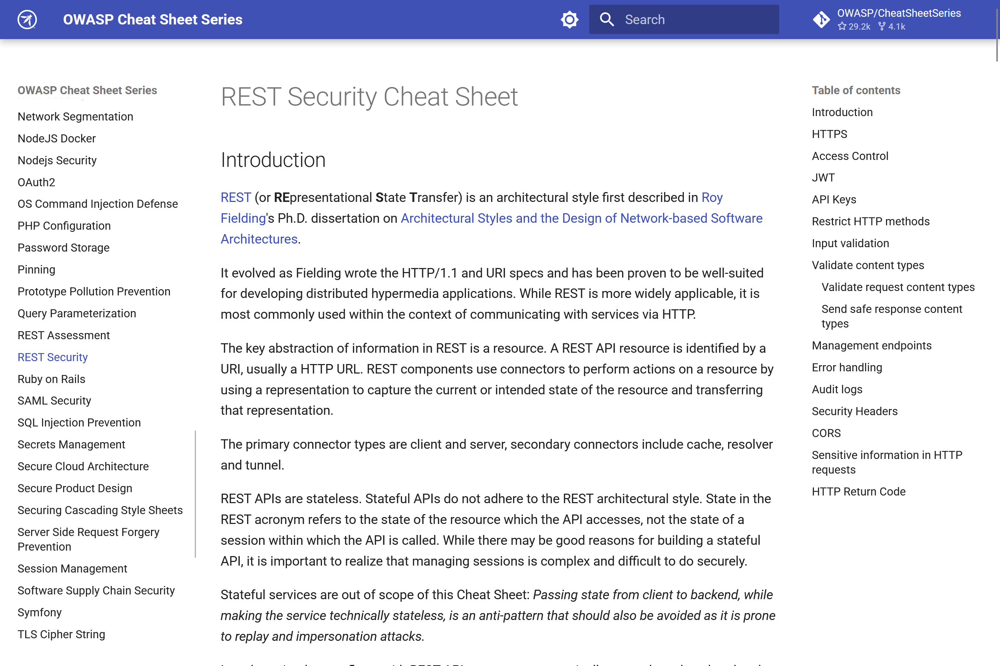 OWASP Cheat Sheet Series
Search
OWASP/CheatSheetSeries
29.2k 4.1k
OWASP Cheat Sheet Series
Network Segmentation
NodeJS Docker
Nodejs Security
OAuth2
OS Command Injection Defense
PHP Configuration
Password Storage
Pinning
Prototype Pollution Prevention
Query Parameterization
REST Assessment
REST Security
Ruby on Rails
SAML Security
SQL Injection Prevention
Secrets Management
Secure Cloud Architecture
Secure Product Design
Securing Cascading Style Sheets
Server Side Request Forgery
Prevention
Session Management
Software Supply Chain Security
Symfony
TLS Cipher String
REST Security Cheat Sheet
Introduction
REST (or REpresentational State Transfer) is an architectural style first described in Roy
Fielding's Ph.D. dissertation on Architectural Styles and the Design of Network-based Software
Architectures.
It evolved as Fielding wrote the HTTP/1.1 and URI specs and has been proven to be well-suited
for developing distributed hypermedia applications. While REST is more widely applicable, it is
most commonly used within the context of communicating with services via HTTP.
The key abstraction of information in REST is a resource. A REST API resource is identified by a
URI, usually a HTTP URL. REST components use connectors to perform actions on a resource by
using a representation to capture the current or intended state of the resource and transferring
that representation.
The primary connector types are client and server, secondary connectors include cache, resolver
and tunnel.
REST APIs are stateless. Stateful APIs do not adhere to the REST architectural style. State in the
REST acronym refers to the state of the resource which the API accesses, not the state of a
session within which the API is called. While there may be good reasons for building a stateful
API, it is important to realize that managing sessions is complex and difficult to do securely.
Stateful services are out of scope of this Cheat Sheet: Passing state from client to backend, while
making the service technically stateless, is an anti-pattern that should also be avoided as it is prone
to replay and impersonation attacks.
Table of contents
Introduction
HTTPS
Access Control
JWT
API Keys
Restrict HTTP methods
Input validation
Validate content types
Validate request content types
Send safe response content
types
Management endpoints
Error handling
Audit logs
Security Headers
CORS
Sensitive information in HTTP
requests
HTTP Return Code